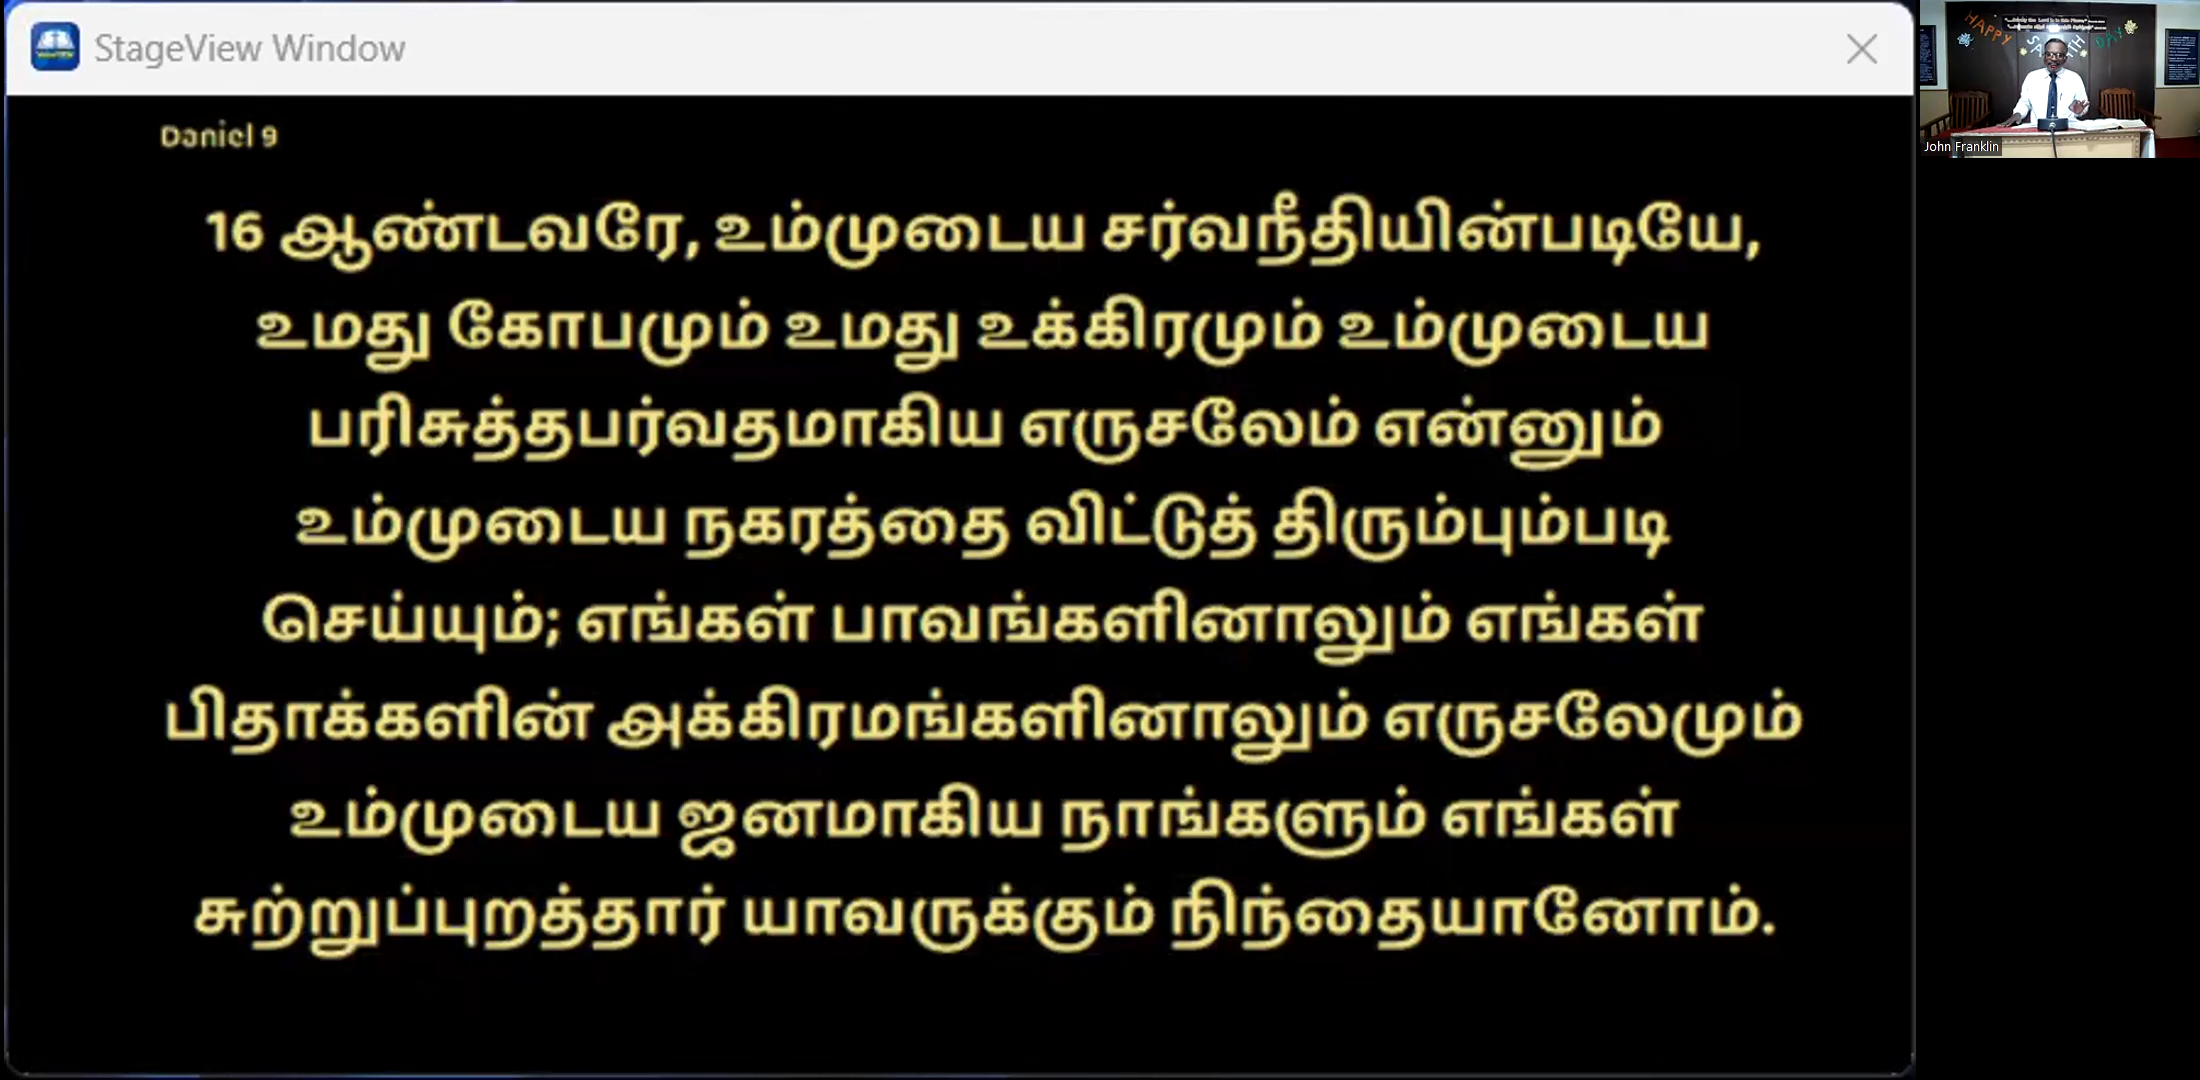 StageView Window
Daniel 9
16 ஆண்டவரே, உம்முடைய சர்வநீதியின்படியே,
உமது கோபமும் உமது உக்கிரமும் உம்முடைய
பரிசுத்தபர்வதமாகிய எருசலேம் என்னும்
உம்முடைய நகரத்தை விட்டுத் திரும்பும்படி
செய்யும்; எங்கள் பாவங்களினாலும் எங்கள்
பிதாக்களின் அக்கிரமங்களினாலும் எருசலேமும்
உம்முடைய ஜனமாகிய நாங்களும் எங்கள்
சுற்றுப்புறத்தார் யாவருக்கும் நிந்தையானோம்.
HAPPY
DAY
John Franklin